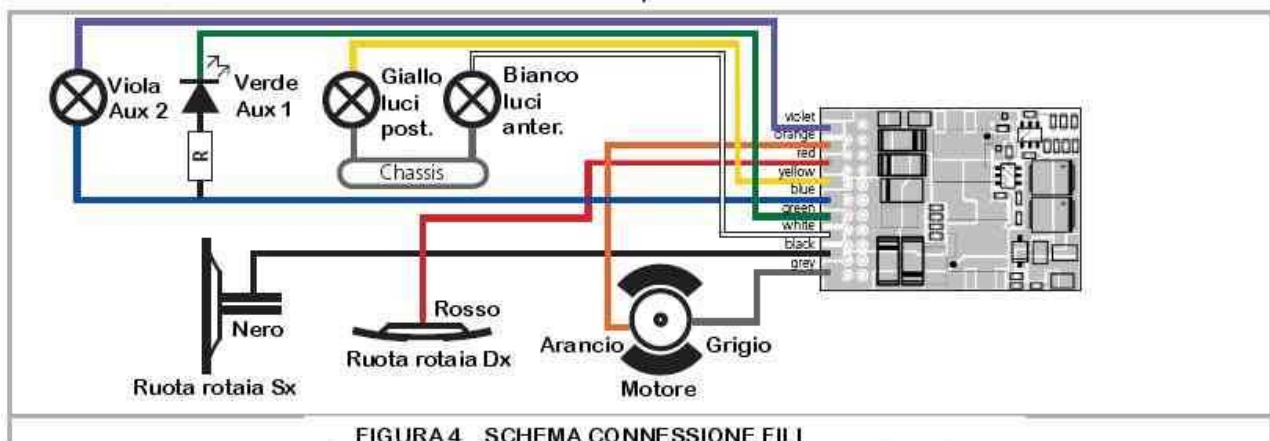 Viola
Aux 2
Verde
Aux 1
R
Giallo
luci
post.
Bianco
luci
anter.
Chassis
violet
orange
red
yellow
blue
green
white
black
grey
Nero
Ruota rotaia Sx
Rosso
Ruota rotaia Dx
Arancio
Grigio
Motore
FIGURA 4 SCHEMA CONNESSIONE FILI